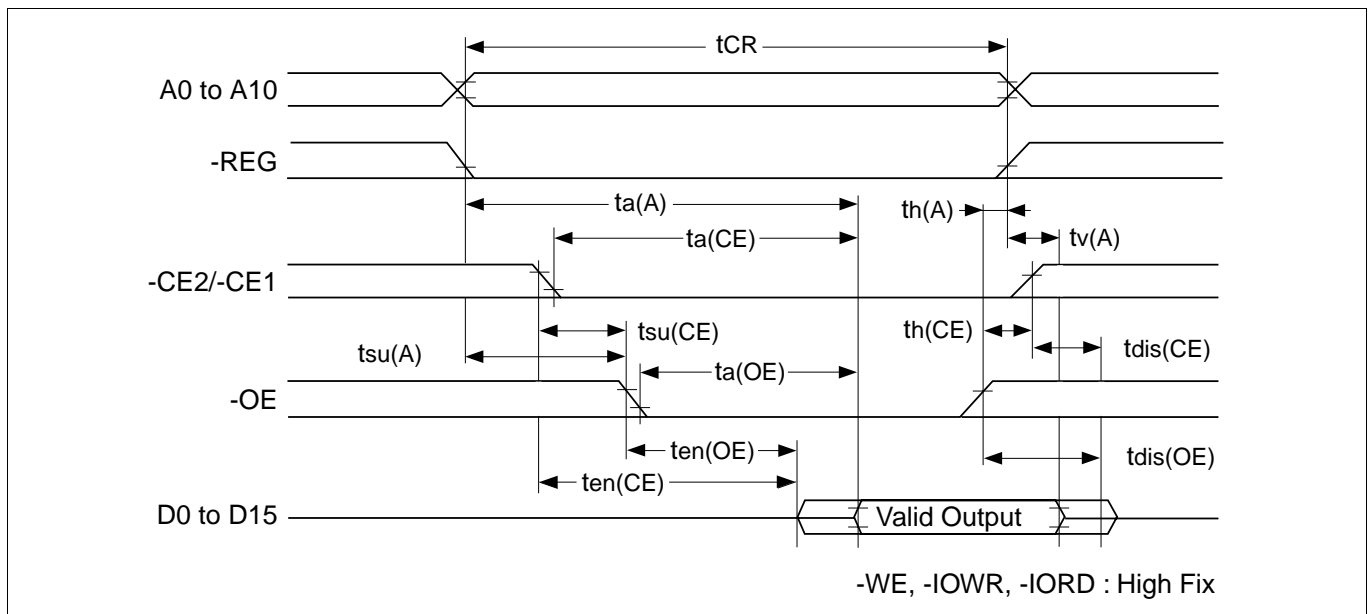 tCR
A0 to A10
-REG
ta(A)
th(A)
ta(CE)
tv(A)
-CE2/-CE1
tsu(CE)
th(CE)
tsu(A)
tdis(CE)
ta(OE)
-OE
ten(OE)
tdis(OE)
ten(CE)
D0 to D15
Valid Output
-WE, -IOWR, -IORD : High Fix